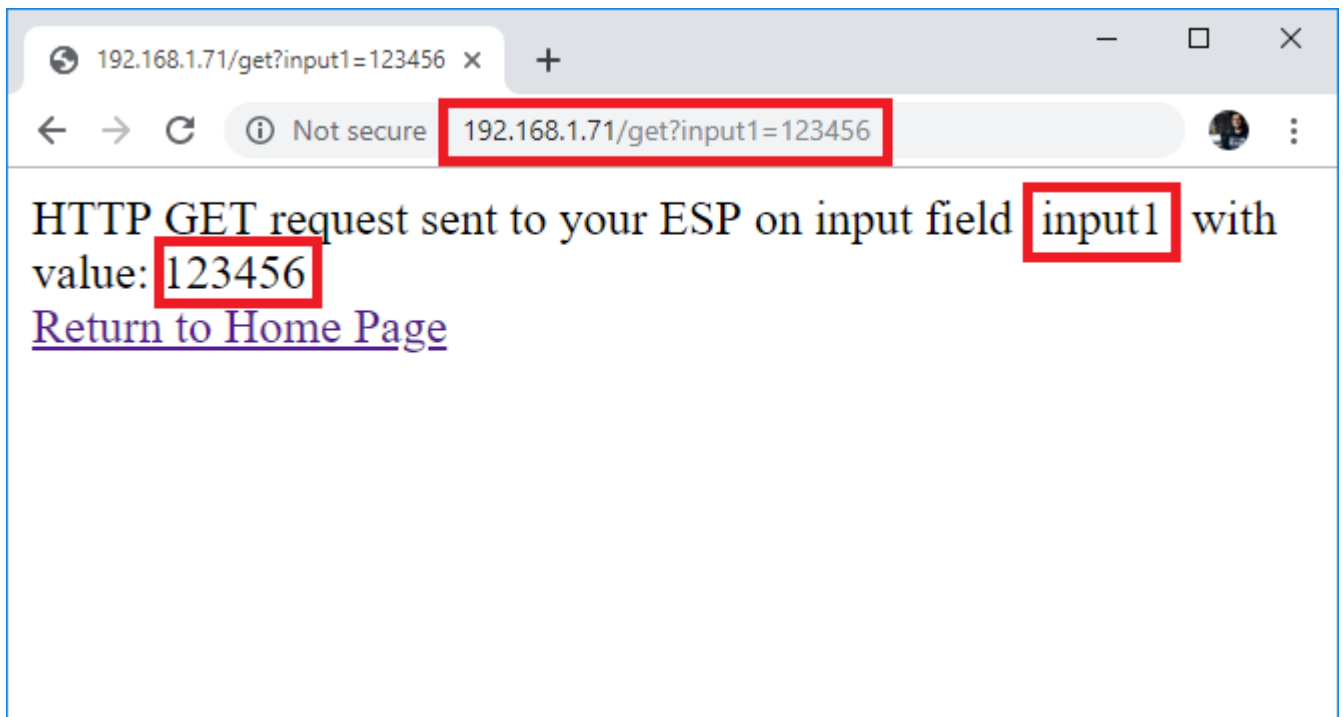 192.168.1.71/get?input1=123456
Not secure 192.168.1.71/get?input1=123456
HTTP GET request sent to your ESP on input field input1 with
value: 123456
Return to Home Page